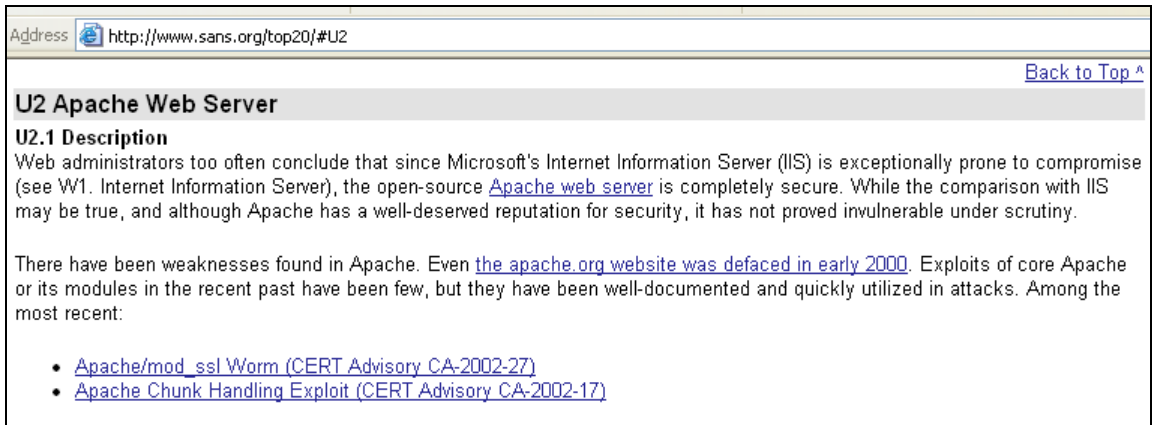 Address http://www.sans.org/top20/#U2
Back to Top ^
U2 Apache Web Server
U2.1 Description
Web administrators too often conclude that since Microsoft's Internet Information Server (IIS) is exceptionally prone to compromise
(see W1. Internet Information Server), the open-source Apache web server is completely secure. While the comparison with IIS
may be true, and although Apache has a well-deserved reputation for security, it has not proved invulnerable under scrutiny.
There have been weaknesses found in Apache. Even the apache.org website was defaced in early 2000. Exploits of core Apache
or its modules in the recent past have been few, but they have been well-documented and quickly utilized in attacks. Among the
most recent:
• Apache/mod_ssl Worm (CERT Advisory CA-2002-27)
• Apache Chunk Handling Exploit (CERT Advisory CA-2002-17)